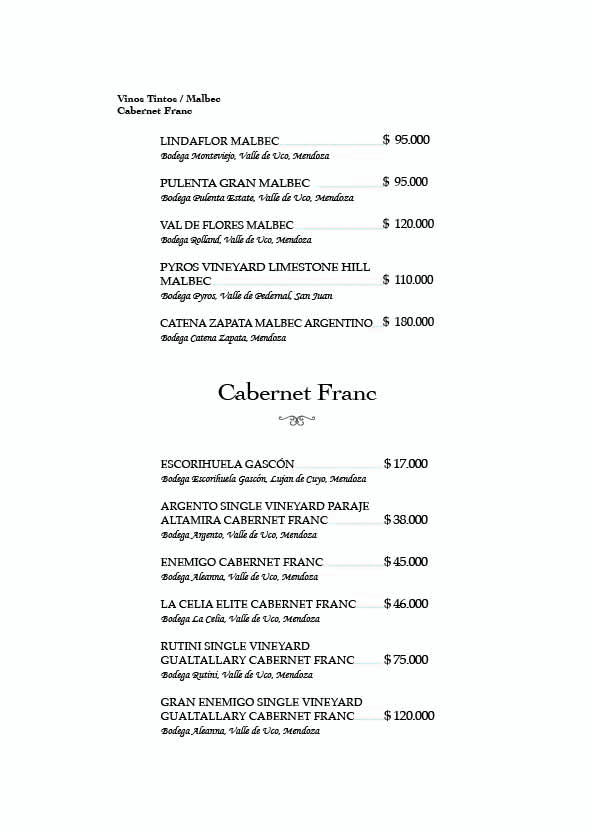 Vinos Tintos / Malbec
Cabernet Franc
LINDAFLOR MALBEC $ 95.000
Bodega Monteviejo, Valle de Uco, Mendoza
PULENTA GRAN MALBEC $ 95.000
Bodega Pulenta Estate, Valle de Uco, Mendoza
VAL DE FLORES MALBEC $ 120.000
Bodega Rolland, Valle de Uco, Mendoza
PYROS VINEYARD LIMESTONE HILL
MALBEC $ 110.000
Bodega Pyros, Valle de Pedernal, San Juan
CATENA ZAPATA MALBEC ARGENTINO $ 180.000
Bodega Catena Zapata, Mendoza
Cabernet Franc
ESCORIHUELA GASCÓN $ 17.000
Bodega Escorihuela Gascón, Lujan de Cuyo, Mendoza
ARGENTO SINGLE VINEYARD PARAJE
ALTAMIRA CABERNET FRANC $ 38.000
Bodega Argento, Valle de Uco, Mendoza
ENEMIGO CABERNET FRANC $ 45.000
Bodega Aleanna, Valle de Uco, Mendoza
LA CELIA ELITE CABERNET FRANC $ 46.000
Bodega La Celia, Valle de Uco, Mendoza
RUTINI SINGLE VINEYARD
GUALTALLARY CABERNET FRANC $ 75.000
Bodega Rutini, Valle de Uco, Mendoza
GRAN ENEMIGO SINGLE VINEYARD
GUALTALLARY CABERNET FRANC $ 120.000
Bodega Aleanna, Valle de Uco, Mendoza